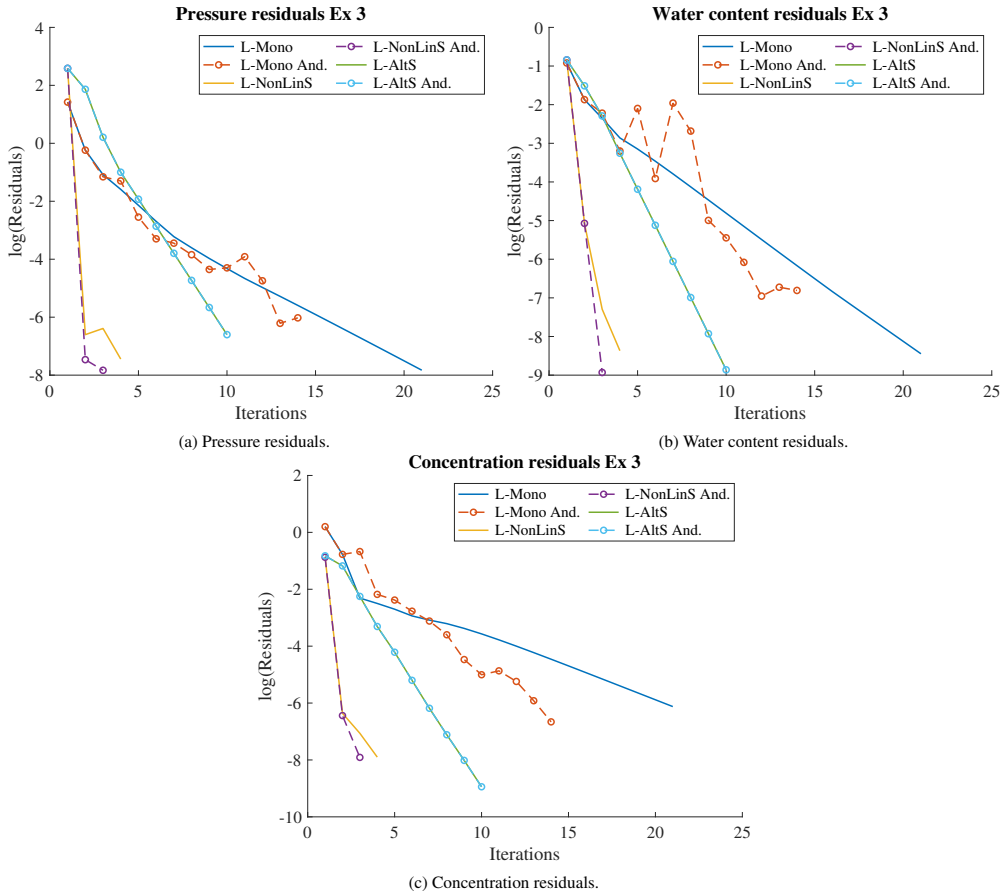 Pressure residuals Ex 3
4
2
0
-2
-4
-6
-8
0
5
10
15
20
25
log(Residuals)
Iterations
L-Mono
L-Mono And.
L-NonLinS
L-NonLinS And.
L-AltS
L-AltS And.
(a) Pressure residuals.
Water content residuals Ex 3
0
-1
-2
-3
-4
-5
-6
-7
-8
-9
0
5
10
15
20
25
log(Residuals)
Iterations
L-Mono
L-Mono And.
L-NonLinS
L-NonLinS And.
L-AltS
L-AltS And.
(b) Water content residuals.
Concentration residuals Ex 3
2
0
-2
-4
-6
-8
-10
0
5
10
15
20
25
log(Residuals)
Iterations
L-Mono
L-Mono And.
L-NonLinS
L-NonLinS And.
L-AltS
L-AltS And.
(c) Concentration residuals.